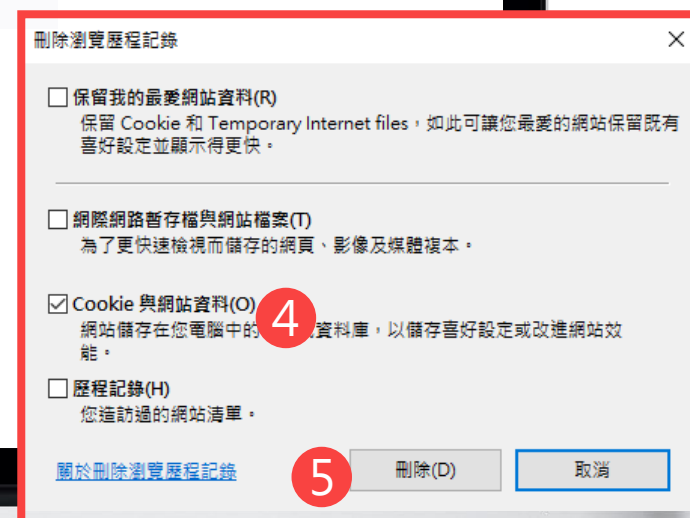 刪除瀏覽歷程記錄
保留我的最愛網站資料(R)
保留 Cookie 和 Temporary Internet files，如此可讓您最愛的網站保留既有
喜好設定並顯示得更快。
網際網路暫存檔與網站檔案(T)
為了更快速檢視而儲存的網頁、影像及媒體複本。
Cookie 與網站資料(O)
4
網站儲存在您電腦中的 資料庫，以儲存喜好設定或改進網站效
能。
歷程記錄(H)
您造訪過的網站清單。
關於刪除瀏覽歷程記錄
5
刪除(D)
取消